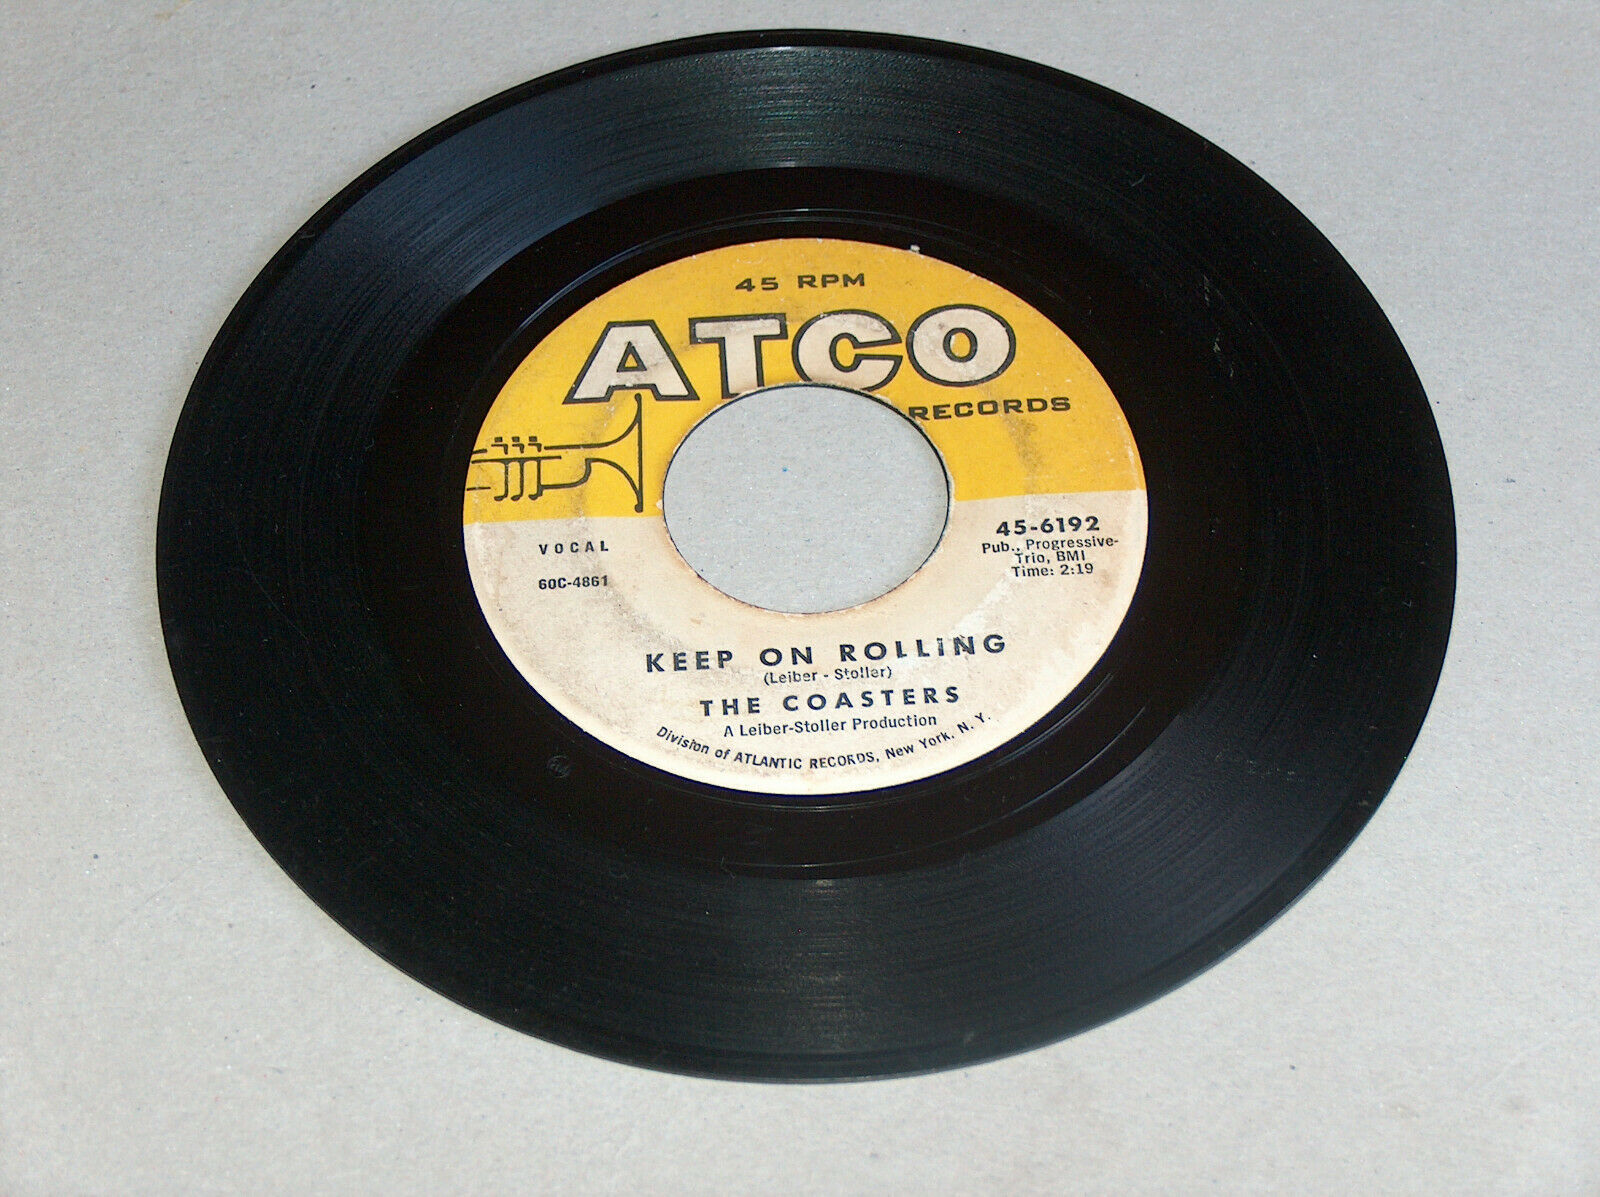 45 RPM
ATCO
RECORDS
VOCAL
60C-4861
45-6192
Pub., Progressive-
Trio, BMI
Time: 2:19
KEEP ON ROLLING
(Leiber - Stoller)
THE COASTERS
A Leiber-Stoller Production
Division of ATLANTIC RECORDS, New York, N. Y.